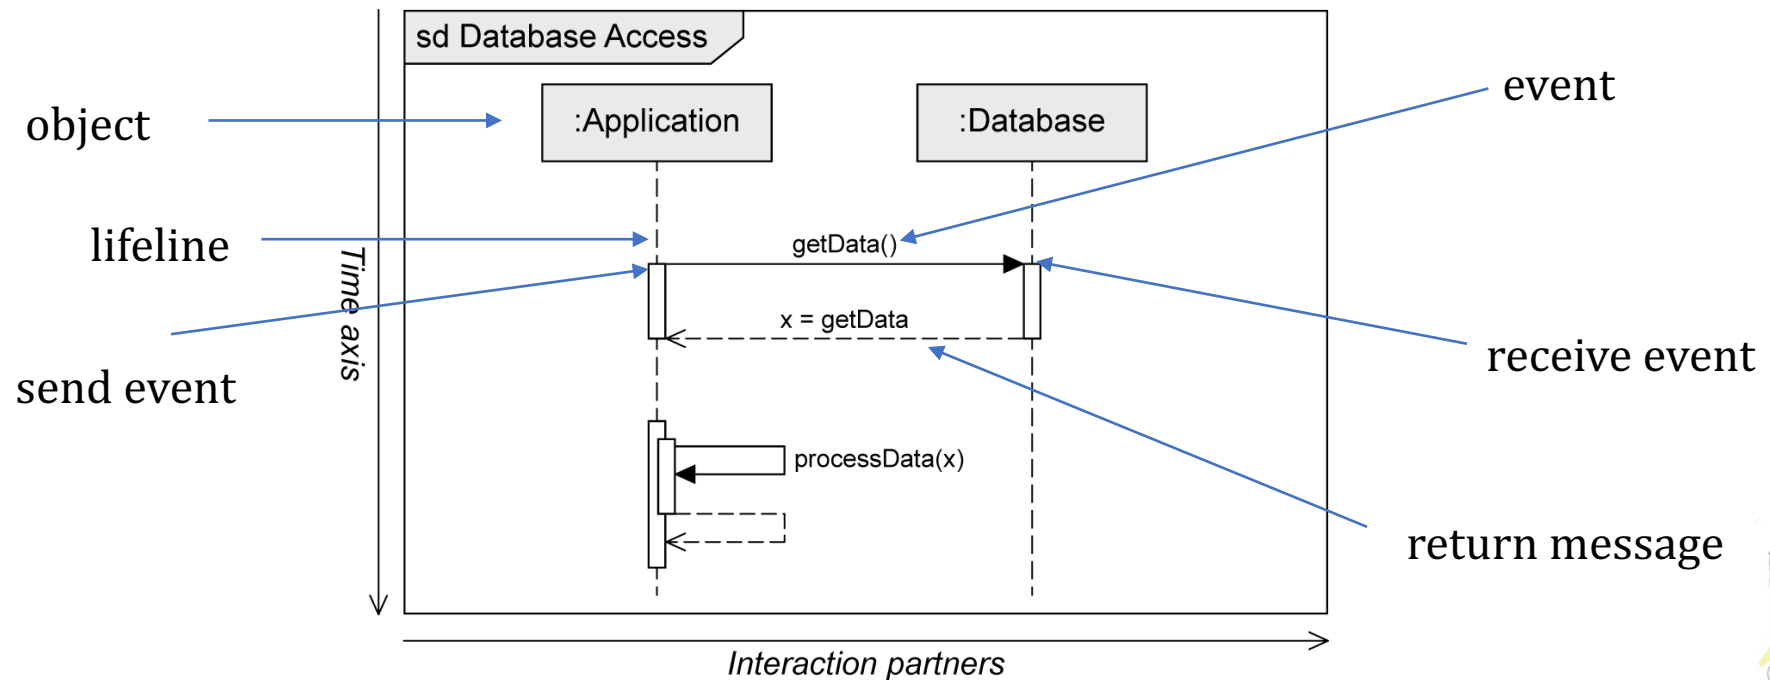 sd Database Access
object
:Application
:Database
event
lifeline
Time axis
getData()
x = getData
send event
receive event
processData(x)
return message
Interaction partners